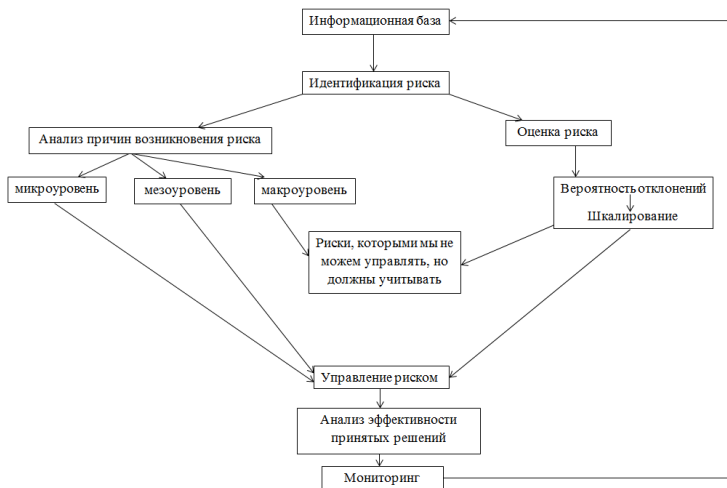 Информационная база
Идентификация риска
Анализ причин возникновения риска
Оценка риска
микроуровень
мезоуровень
макроуровень
Вероятность отклонений
Шкалирование
Риски, которыми мы не
можем управлять, но
должны учитывать
Управление риском
Анализ эффективности
принятых решений
Мониторинг